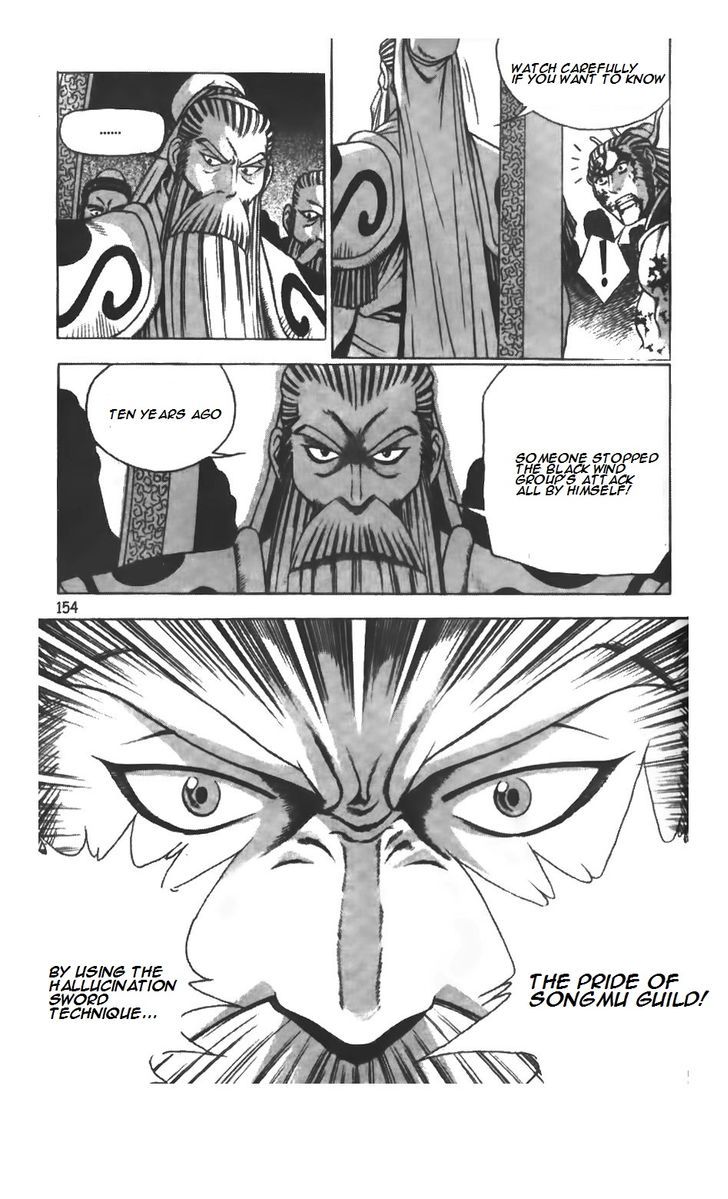 ......
WATCH CAREFULLY
IF YOU WANT TO KNOW
!
TEN YEARS AGO
SOMEONE STOPPED
THE BLACK WIND
GROUP'S ATTACK
ALL BY HIMSELF!
154
BY USING THE
HALLUCINATION
SWORD
TECHNIQUE...
THE PRIDE OF
SONGMU GUILD!